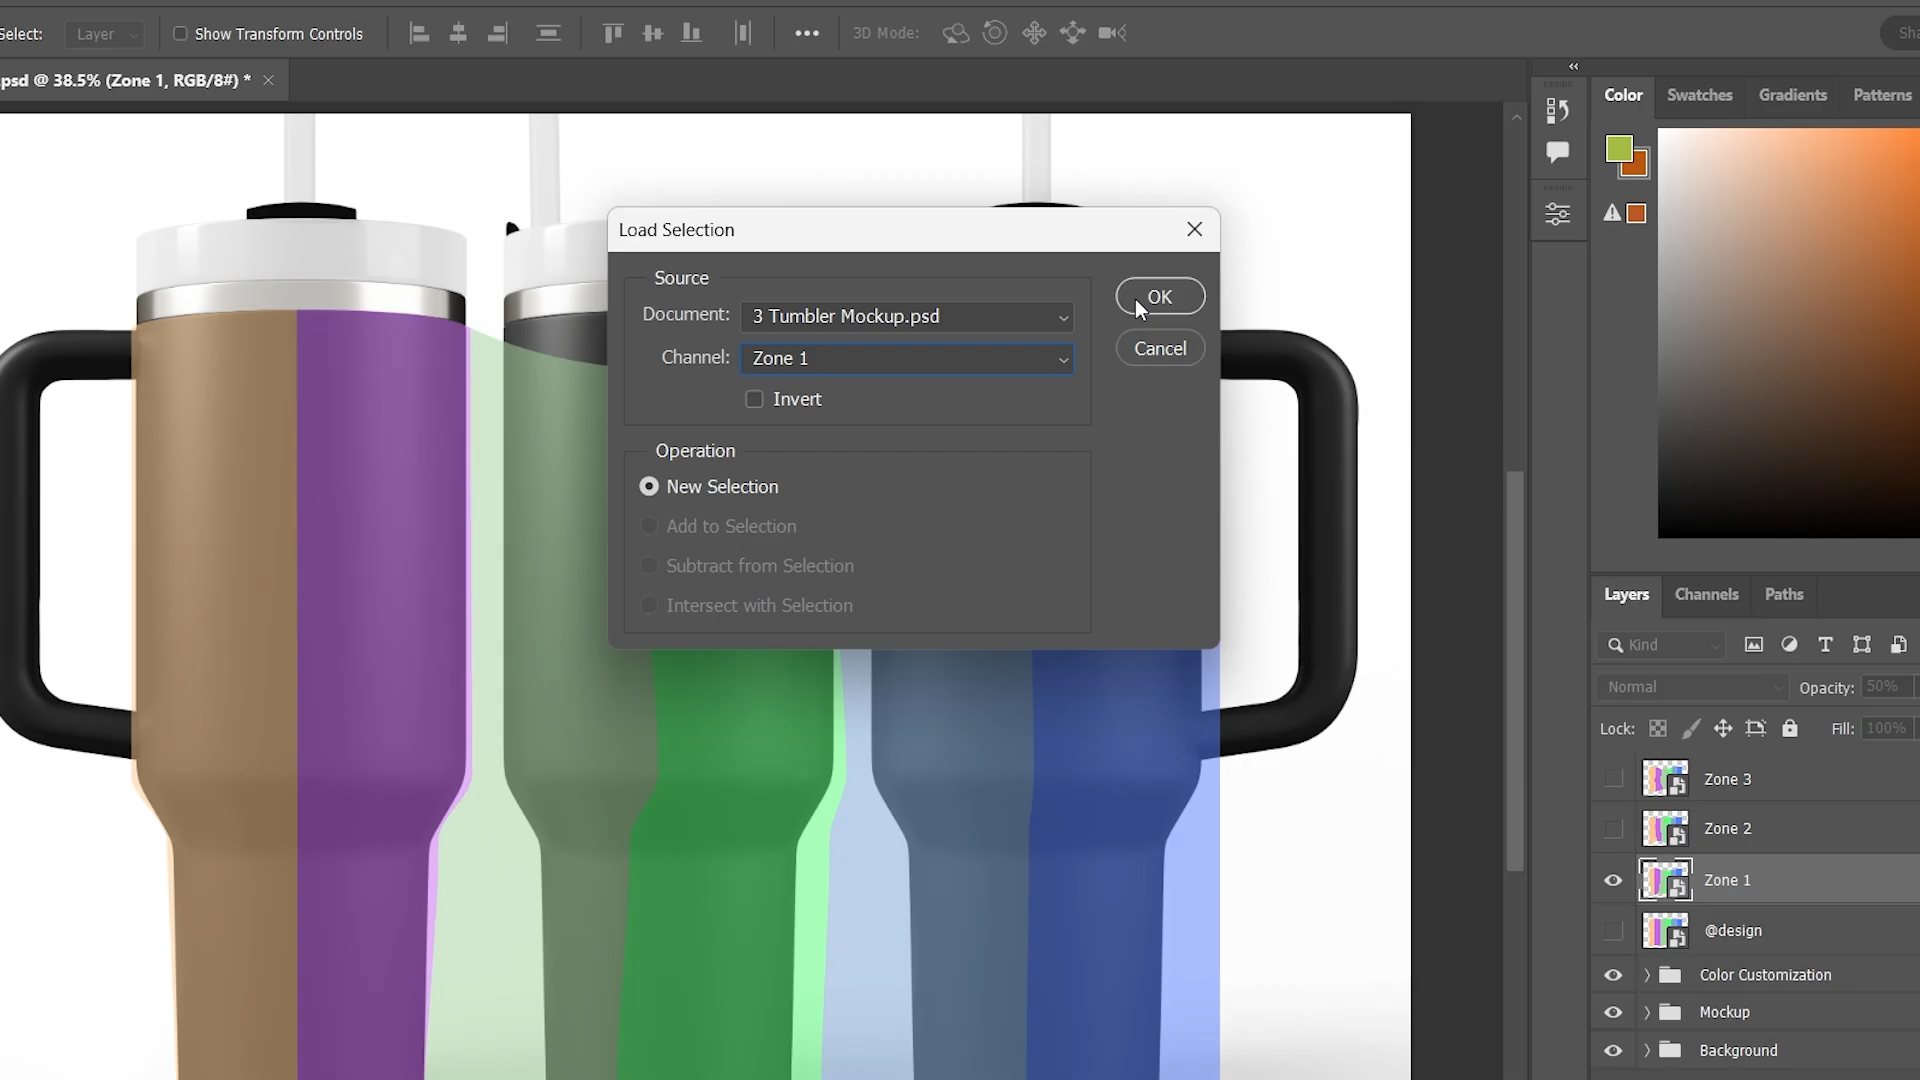 Select:
Layer
Show Transform Controls
3D Mode:
Sha
psd @ 38.5% (Zone 1, RGB/8#) *
Color
Swatches
Gradients
Patterns
Load Selection
Source
Document:
3 Tumbler Mockup.psd
Channel:
Zone 1
Invert
OK
Cancel
Operation
New Selection
Add to Selection
Subtract from Selection
Intersect with Selection
Layers
Channels
Paths
Kind
Normal
Opacity:
50%
Lock:
Fill:
100%
Zone 3
Zone 2
Zone 1
@design
Color Customization
Mockup
Background